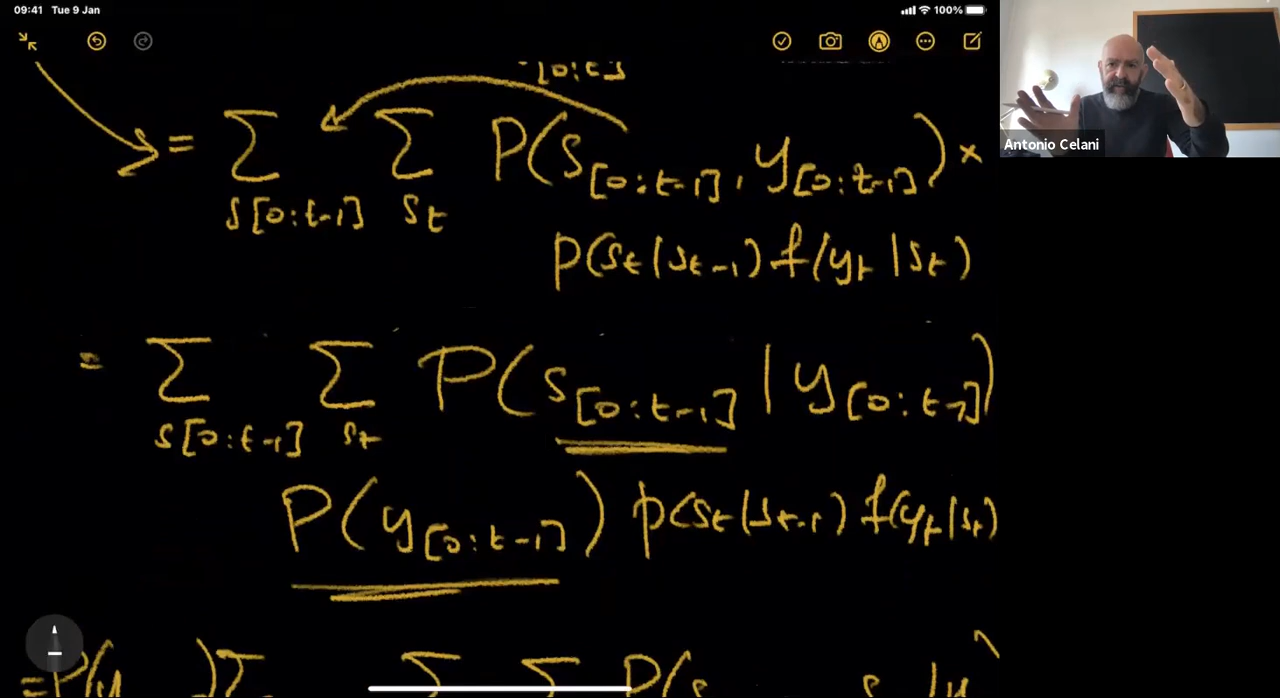 09:41 Tue 9 Jan
100%
Antonio Celani
[0:t]
= Σ Σ P(s[0:t-1], y[0:t-1]) ×
s[0:t-1] st
p(st|st-1) f(yt|st)
= Σ Σ P(s[0:t-1] | y[0:t-1])
s[0:t-1] st
P(y[0:t-1]) p(st|st-1) f(yt|st)
= P(y )Σ Σ Σ P(s s |y )